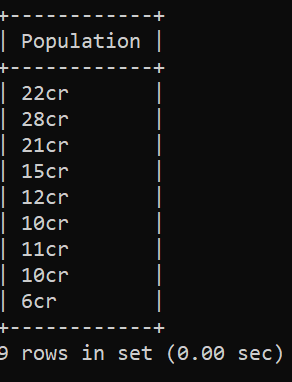 +------------+
| Population |
+------------+
| 22cr       |
| 28cr       |
| 21cr       |
| 15cr       |
| 12cr       |
| 10cr       |
| 11cr       |
| 10cr       |
| 6cr        |
+------------+
9 rows in set (0.00 sec)